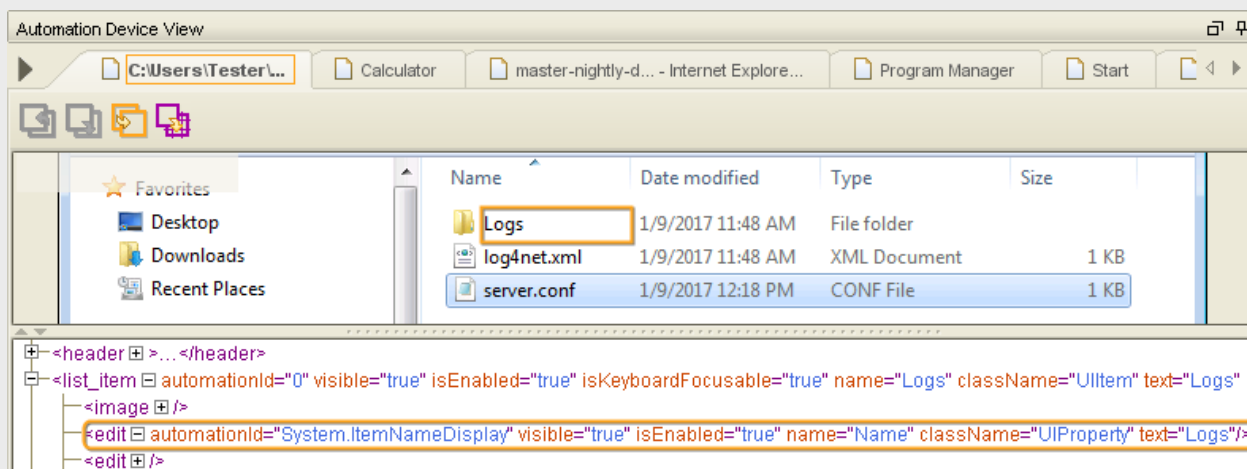 Automation Device View
C:\Users\Tester\... Calculator master-nightly-d... - Internet Explore... Program Manager Start
Favorites
Name Date modified Type Size
Desktop
Logs 1/9/2017 11:48 AM File folder
Downloads
log4net.xml 1/9/2017 11:48 AM XML Document 1 KB
Recent Places
server.conf 1/9/2017 12:18 PM CONF File 1 KB
<header >...</header>
<list_item automationId="0" visible="true" isEnabled="true" isKeyboardFocusable="true" name="Logs" className="UIItem" text="Logs"
<image />
<edit automationId="System.ItemNameDisplay" visible="true" isEnabled="true" name="Name" className="UIProperty" text="Logs"/>
<edit />